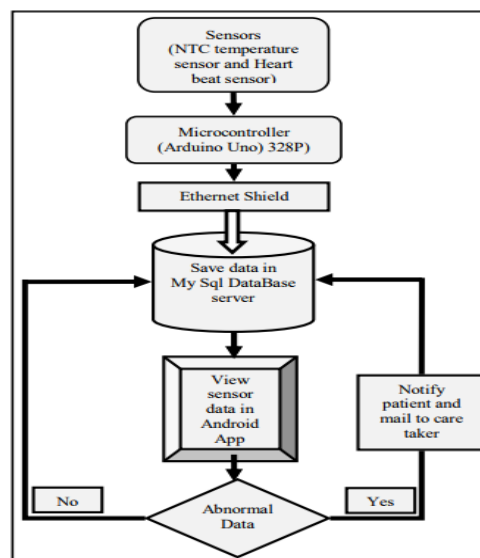 Sensors
(NTC temperature
sensor and Heart
beat sensor)
Microcontroller
(Arduino Uno) 328P)
Ethernet Shield
Save data in
My Sql DataBase
server
View
sensor
data in
Android
App
Notify
patient and
mail to care
taker
No
Yes
Abnormal
Data